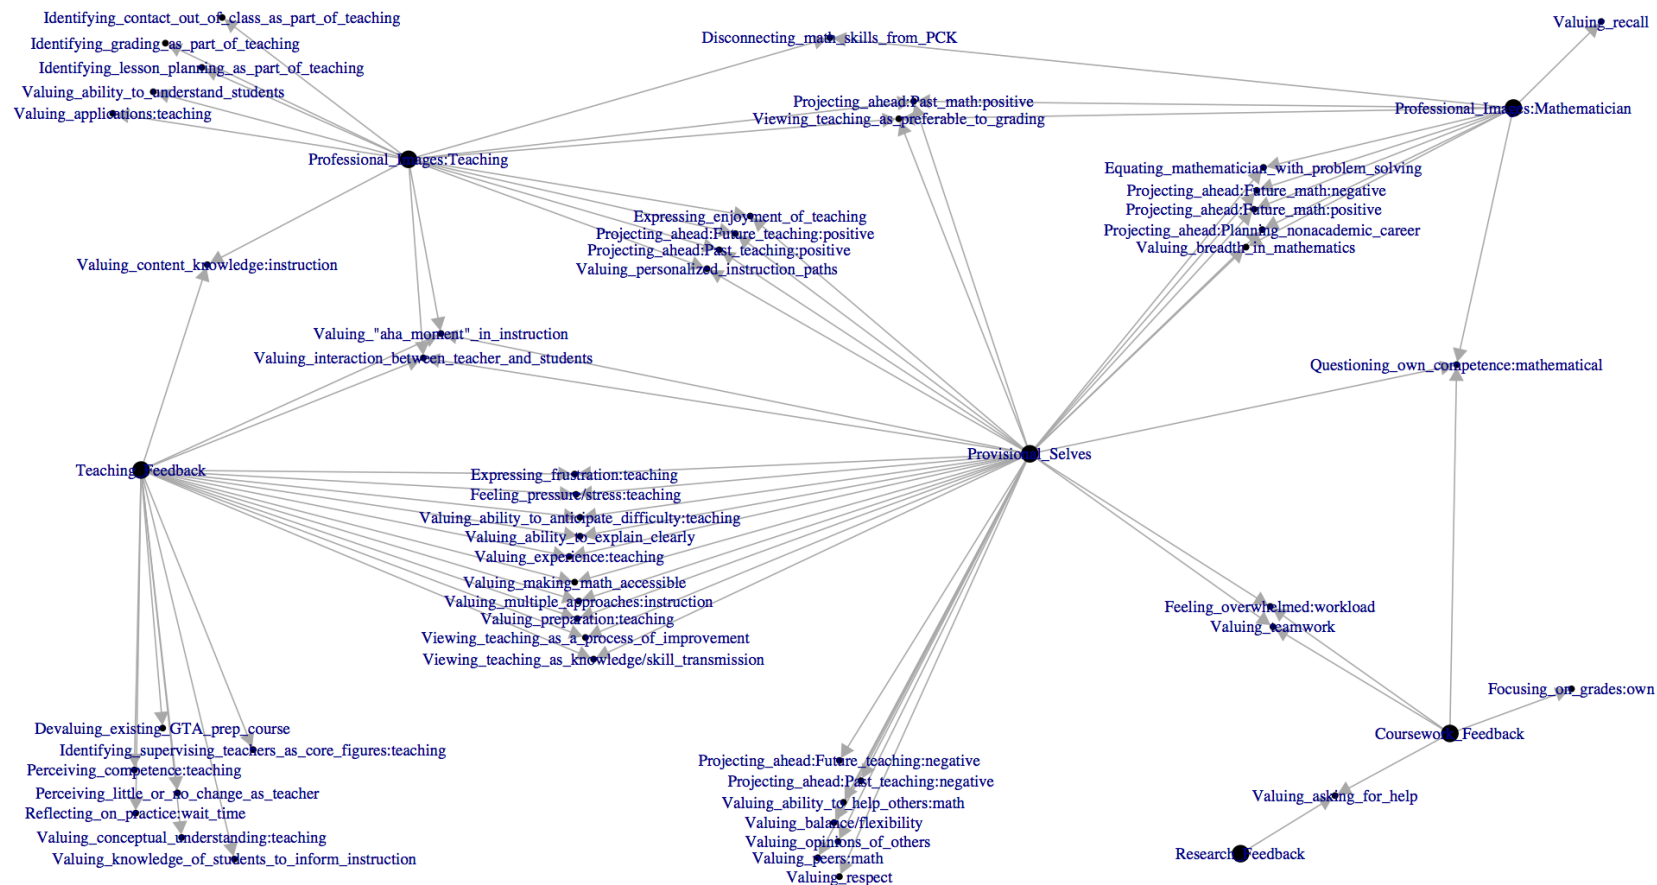 Identifying_contact_out_of_class_as_part_of_teaching
Identifying_grading_as_part_of_teaching
Identifying_lesson_planning_as_part_of_teaching
Valuing_ability_to_understand_students
Valuing_applications:teaching
Disconnecting_math_skills_from_PCK
Valuing_recall
Projecting_ahead:Past_math:positive
Viewing_teaching_as_preferable_to_grading
Professional_Images:Mathematician
Professional_Images:Teaching
Equating_mathematician_with_problem_solving
Projecting_ahead:Future_math:negative
Projecting_ahead:Future_math:positive
Projecting_ahead:Planning_nonacademic_career
Valuing_breadth_in_mathematics
Expressing_enjoyment_of_teaching
Projecting_ahead:Future_teaching:positive
Projecting_ahead:Past_teaching:positive
Valuing_personalized_instruction_paths
Valuing_content_knowledge:instruction
Valuing_"aha_moment"_in_instruction
Valuing_interaction_between_teacher_and_students
Questioning_own_competence:mathematical
Teaching_Feedback
Provisional_Selves
Expressing_frustration:teaching
Feeling_pressure/stress:teaching
Valuing_ability_to_anticipate_difficulty:teaching
Valuing_ability_to_explain_clearly
Valuing_experience:teaching
Valuing_making_math_accessible
Valuing_multiple_approaches:instruction
Valuing_preparation:teaching
Viewing_teaching_as_a_process_of_improvement
Viewing_teaching_as_knowledge/skill_transmission
Feeling_overwhelmed:workload
Valuing_teamwork
Focusing_on_grades:own
Coursework_Feedback
Devaluing_existing_GTA_prep_course
Identifying_supervising_teachers_as_core_figures:teaching
Perceiving_competence:teaching
Perceiving_little_or_no_change_as_teacher
Reflecting_on_practice:wait_time
Valuing_conceptual_understanding:teaching
Valuing_knowledge_of_students_to_inform_instruction
Projecting_ahead:Future_teaching:negative
Projecting_ahead:Past_teaching:negative
Valuing_ability_to_help_others:math
Valuing_balance/flexibility
Valuing_opinions_of_others
Valuing_peers:math
Valuing_respect
Valuing_asking_for_help
Research_Feedback